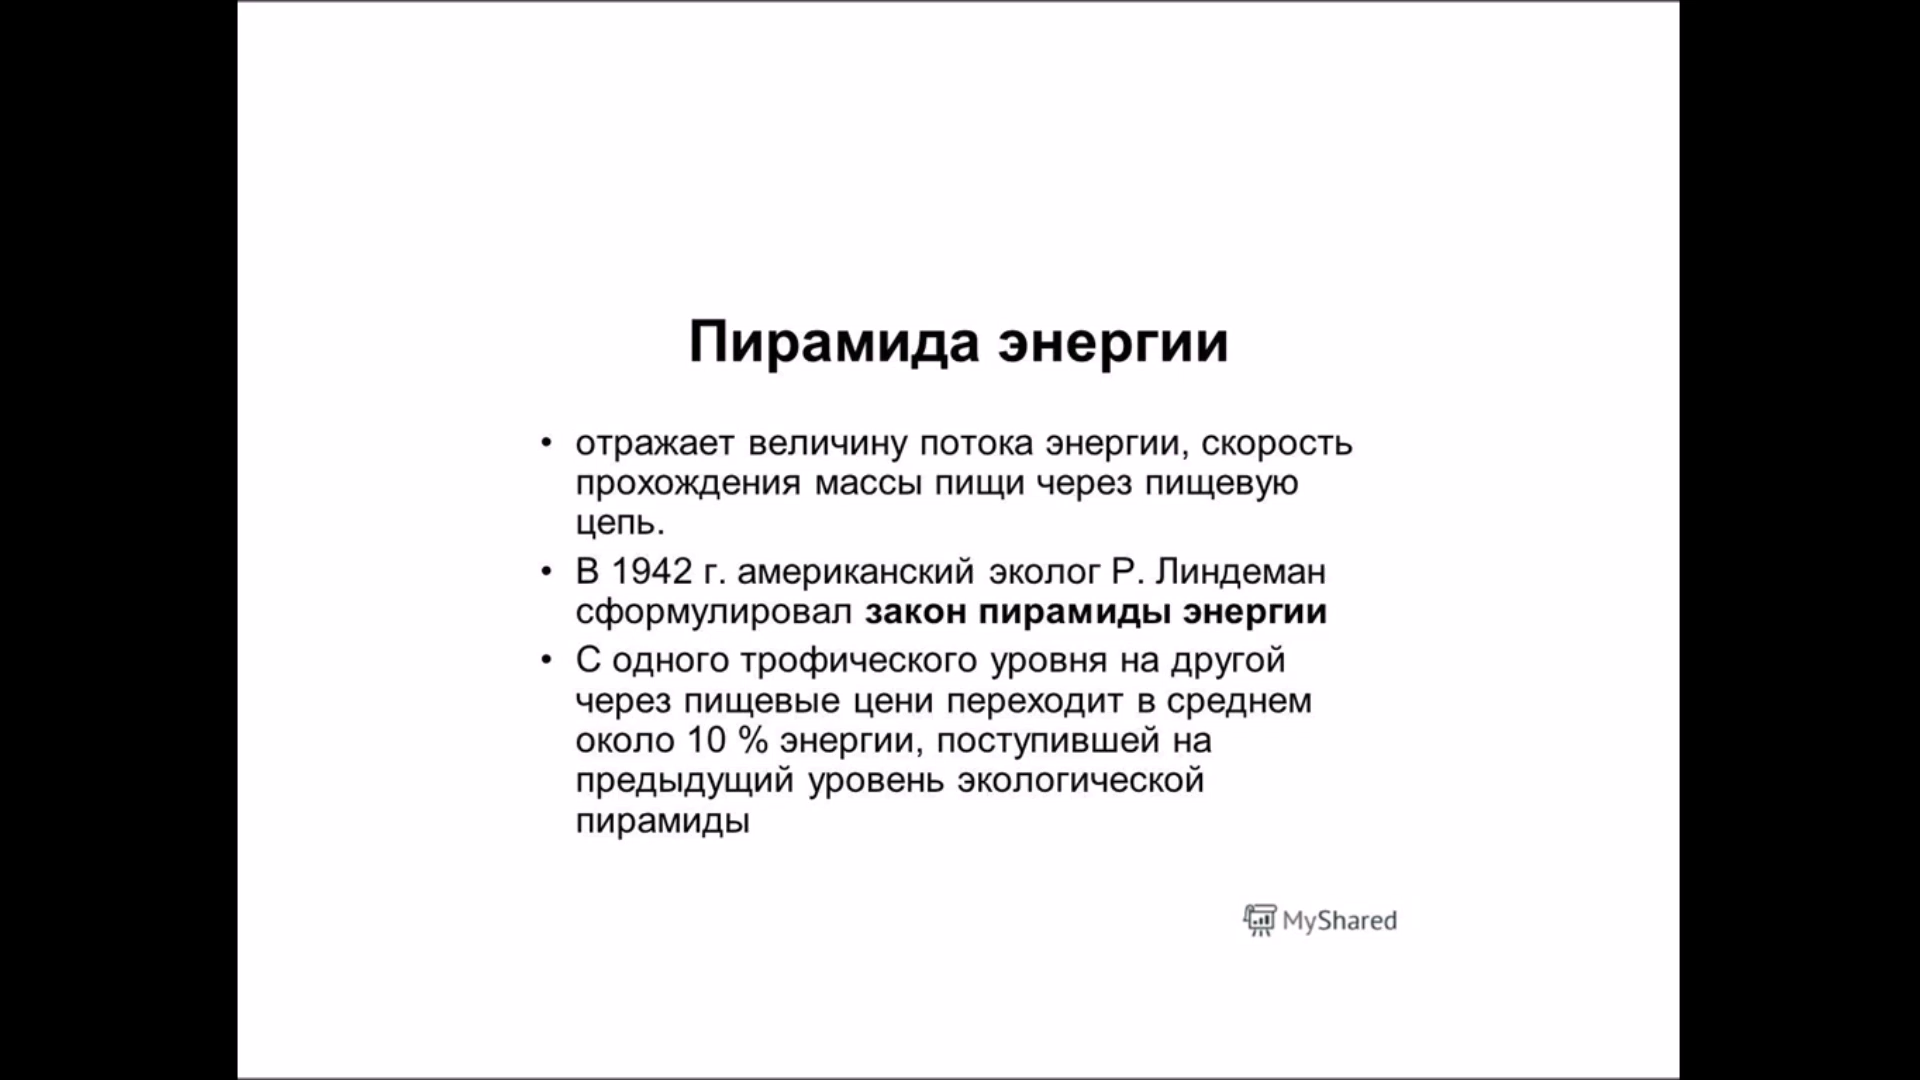 Пирамида энергии
• отражает величину потока энергии, скорость
прохождения массы пищи через пищевую
цепь.
• В 1942 г. американский эколог Р. Линдеман
сформулировал закон пирамиды энергии
• С одного трофического уровня на другой
через пищевые цени переходит в среднем
около 10 % энергии, поступившей на
предыдущий уровень экологической
пирамиды
MyShared